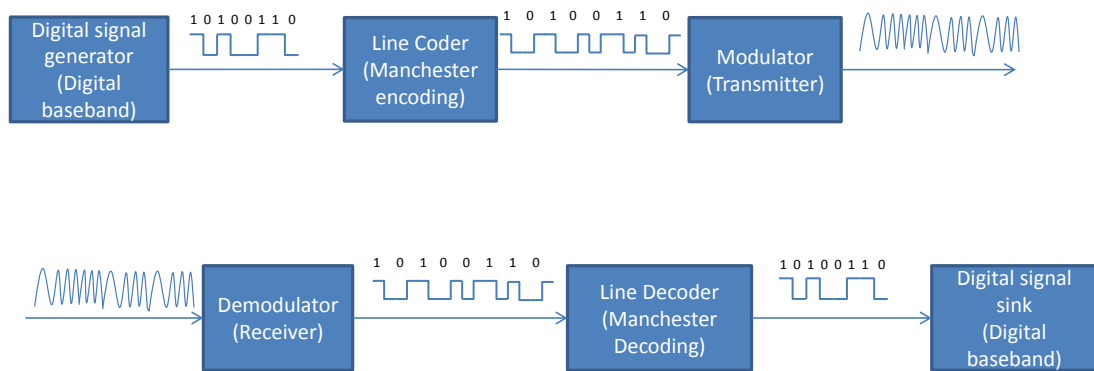 1 0 1 0 0 1 1 0
Digital signal
generator
(Digital
baseband)
Line Coder
(Manchester
encoding)
1 0 1 0 0 1 1 0
Modulator
(Transmitter)
1 0 1 0 0 1 1 0
Demodulator
(Receiver)
Line Decoder
(Manchester
Decoding)
1 0 1 0 0 1 1 0
Digital signal
sink
(Digital
baseband)